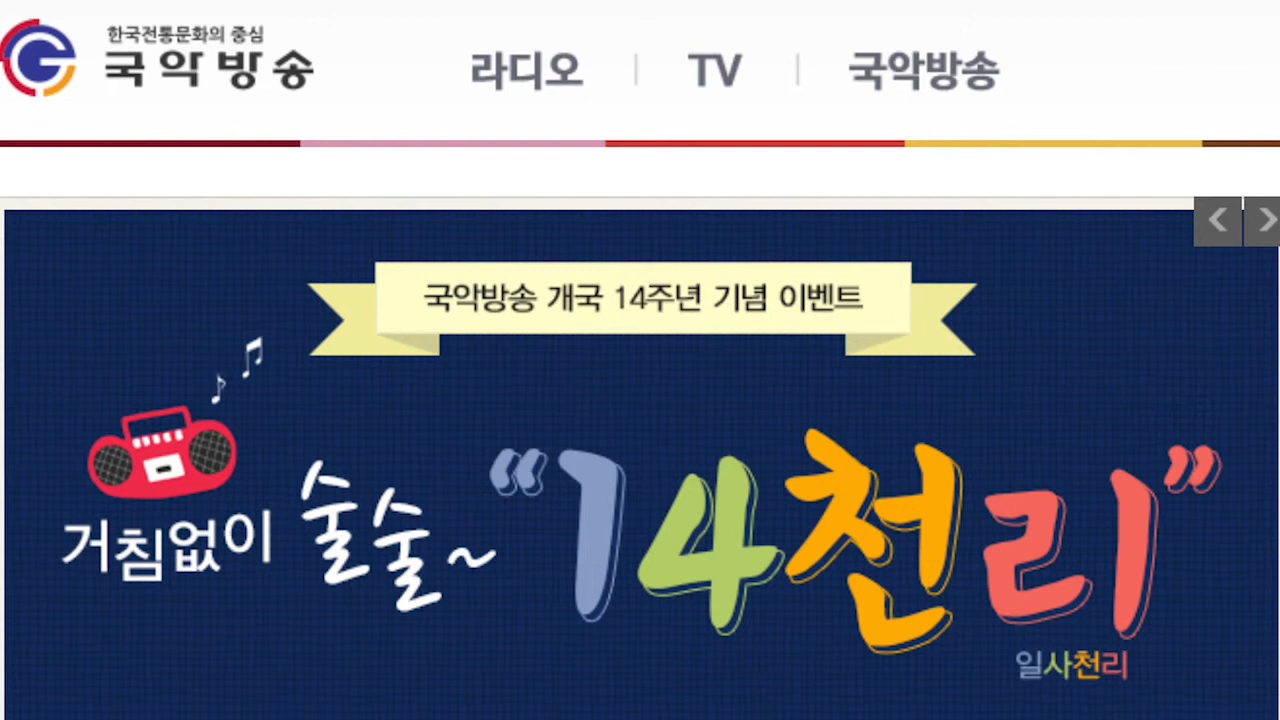 한국전통문화의 중심
국악방송
라디오 TV 국악방송
국악방송 개국 14주년 기념 이벤트
거침없이 술술~ “14천리”
일사천리